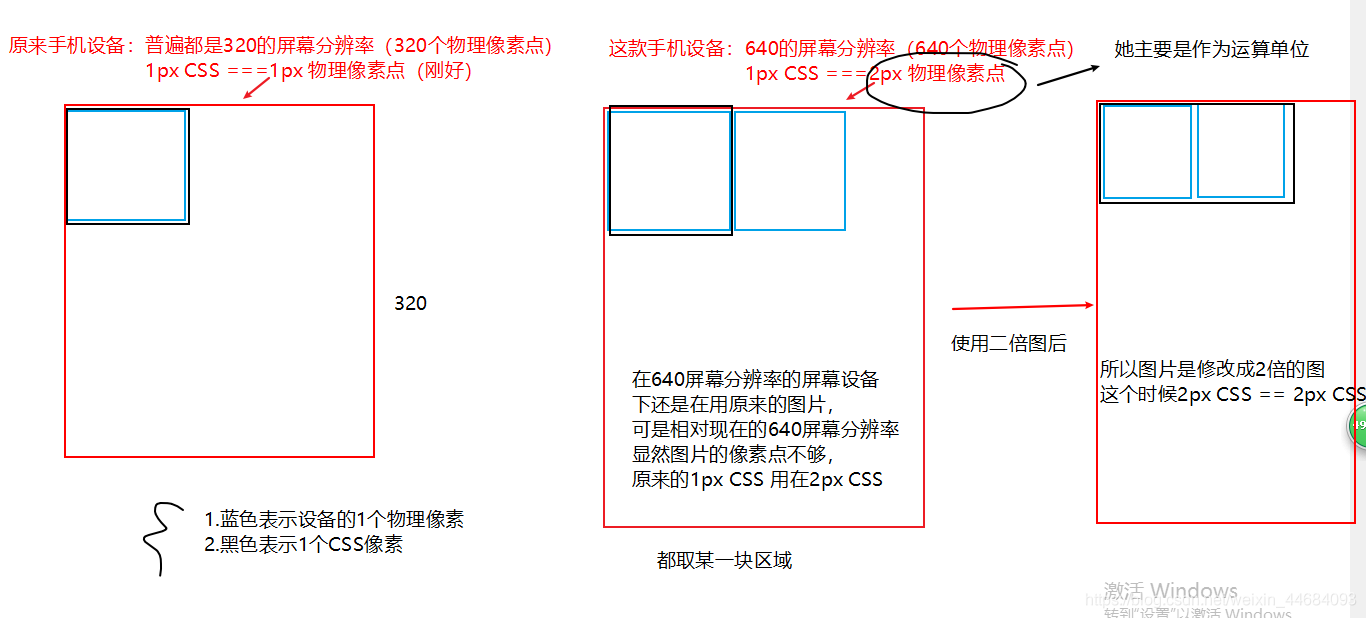 原来手机设备：普遍都是320的屏幕分辨率（320个物理像素点）
1px CSS ===1px 物理像素点（刚好）
320
1.蓝色表示设备的1个物理像素
2.黑色表示1个CSS像素
这款手机设备：640的屏幕分辨率（640个物理像素点）
1px CSS ===2px 物理像素点
在640屏幕分辨率的屏幕设备
下还是在用原来的图片，
可是相对现在的640屏幕分辨率
显然图片的像素点不够，
原来的1px CSS 用在2px CSS
都取某一块区域
她主要是作为运算单位
使用二倍图后
所以图片是修改成2倍的图
这个时候2px CSS == 2px CSS
49
激活 Windows
https://blog.csdn.net/weixin_44684093
转到“设置”以激活 Windows